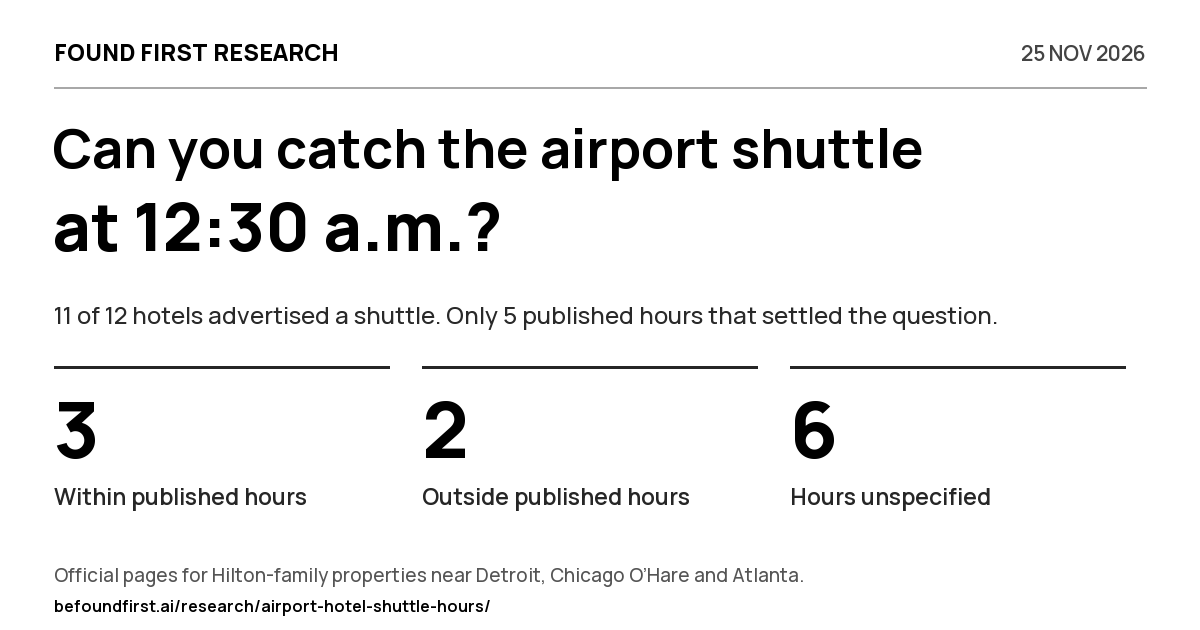 FOUND FIRST RESEARCH
25 NOV 2026
Can you catch the airport shuttle
at 12:30 a.m.?
11 of 12 hotels advertised a shuttle. Only 5 published hours that settled the question.
3
Within published hours
2
Outside published hours
6
Hours unspecified
Official pages for Hilton-family properties near Detroit, Chicago O’Hare and Atlanta.
befoundfirst.ai/research/airport-hotel-shuttle-hours/